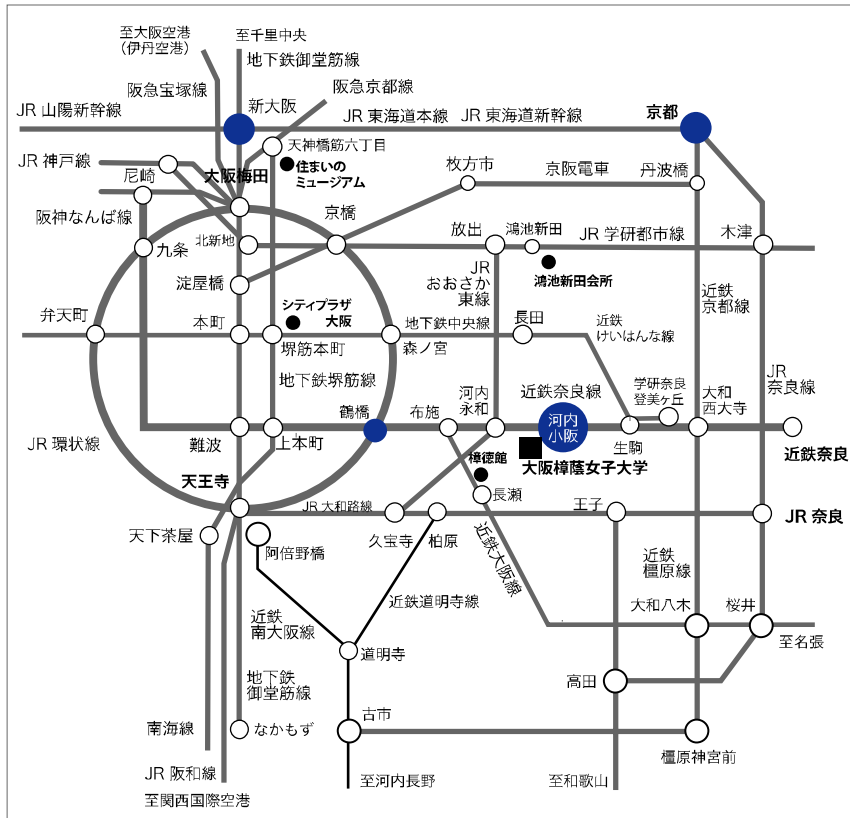 至大阪空港
（伊丹空港）
至千里中央
地下鉄御堂筋線
阪急宝塚線
阪急京都線
JR 山陽新幹線
新大阪
JR 東海道本線
JR 東海道新幹線
京都
天神橋筋六丁目
JR 神戸線
住まいの
ミュージアム
尼崎
大阪梅田
枚方市
京阪電車
丹波橋
阪神なんば線
京橋
九条
北新地
放出
鴻池新田
JR 学研都市線
木津
淀屋橋
JR
おおさか
東線
鴻池新田会所
近鉄
京都線
シティプラザ
大阪
弁天町
本町
堺筋本町
森ノ宮
地下鉄中央線
長田
近鉄
けいはんな線
地下鉄堺筋線
JR
奈良線
鶴橋
布施
河内
永和
近鉄奈良線
学研奈良
登美ヶ丘
大和
西大寺
河内
小阪
JR 環状線
難波
上本町
生駒
近鉄奈良
樟徳館
大阪樟蔭女子大学
天王寺
長瀬
JR 大和路線
王子
JR 奈良
天下茶屋
阿倍野橋
久宝寺
柏原
近鉄大阪線
近鉄
橿原線
近鉄道明寺線
近鉄
南大阪線
大和八木
桜井
至名張
道明寺
地下鉄
御堂筋線
高田
南海線
なかもず
古市
橿原神宮前
JR 阪和線
至関西国際空港
至河内長野
至和歌山